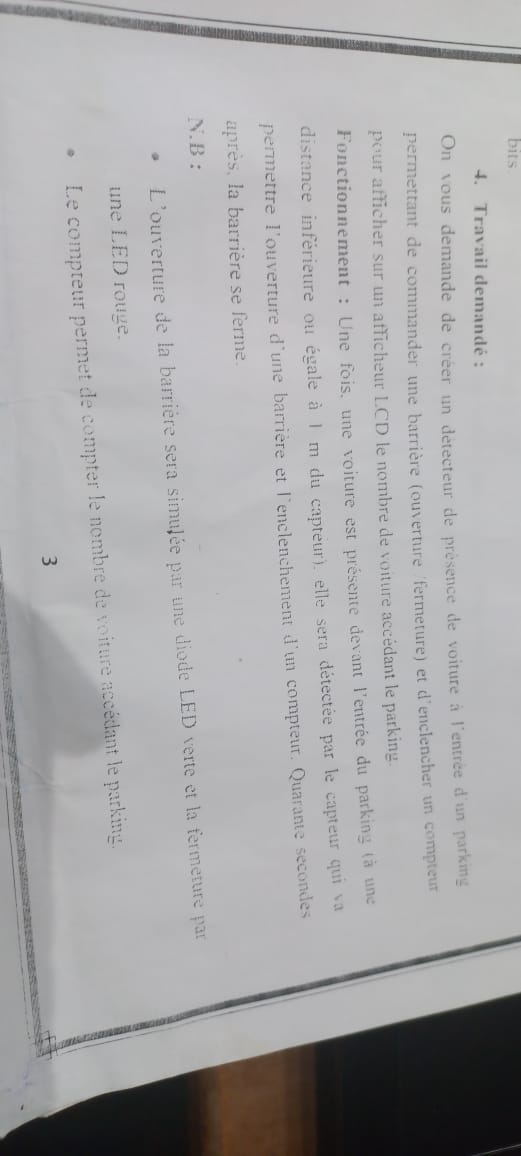 bits
4. Travail demandé :
On vous demande de créer un détecteur de présence de voiture à l'entrée d'un parking
permettant de commander une barrière (ouverture /fermeture) et d'enclencher un compteur
pour afficher sur un afficheur LCD le nombre de voiture accédant le parking.
Fonctionnement : Une fois, une voiture est présente devant l'entrée du parking (à une
distance inférieure ou égale à 1 m du capteur), elle sera détectée par le capteur qui va
permettre l'ouverture d'une barrière et l'enclenchement d'un compteur. Quarante secondes
après, la barrière se ferme.
N.B :
• L'ouverture de la barrière sera simulée par une diode LED verte et la fermeture par
une LED rouge.
• Le compteur permet de compter le nombre de voiture accédant le parking.
3